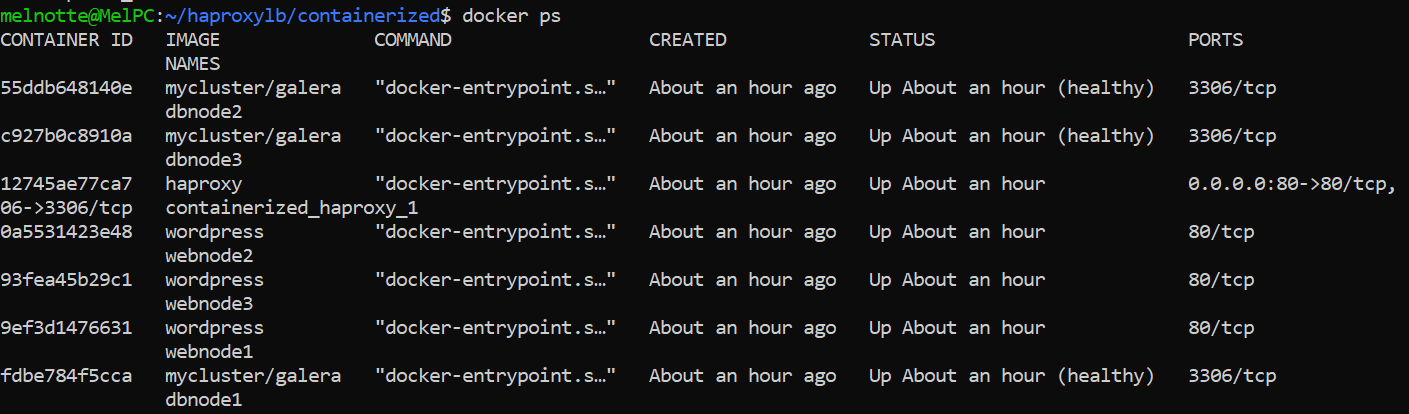 melnotte@MelPC:~/haproxylb/containerized$ docker ps
CONTAINER ID   IMAGE             COMMAND                CREATED           STATUS                     PORTS
               NAMES
55ddb648140e   mycluster/galera   "docker-entrypoint.s…"   About an hour ago   Up About an hour (healthy)   3306/tcp
               dbnode2
c927b0c8910a   mycluster/galera   "docker-entrypoint.s…"   About an hour ago   Up About an hour (healthy)   3306/tcp
               dbnode3
12745ae77ca7   haproxy            "docker-entrypoint.s…"   About an hour ago   Up About an hour             0.0.0.0:80->80/tcp,
06->3306/tcp   containerized_haproxy_1
0a5531423e48   wordpress          "docker-entrypoint.s…"   About an hour ago   Up About an hour             80/tcp
               webnode2
93fea45b29c1   wordpress          "docker-entrypoint.s…"   About an hour ago   Up About an hour             80/tcp
               webnode3
9ef3d1476631   wordpress          "docker-entrypoint.s…"   About an hour ago   Up About an hour             80/tcp
               webnode1
fdbe784f5cca   mycluster/galera   "docker-entrypoint.s…"   About an hour ago   Up About an hour (healthy)   3306/tcp
               dbnode1